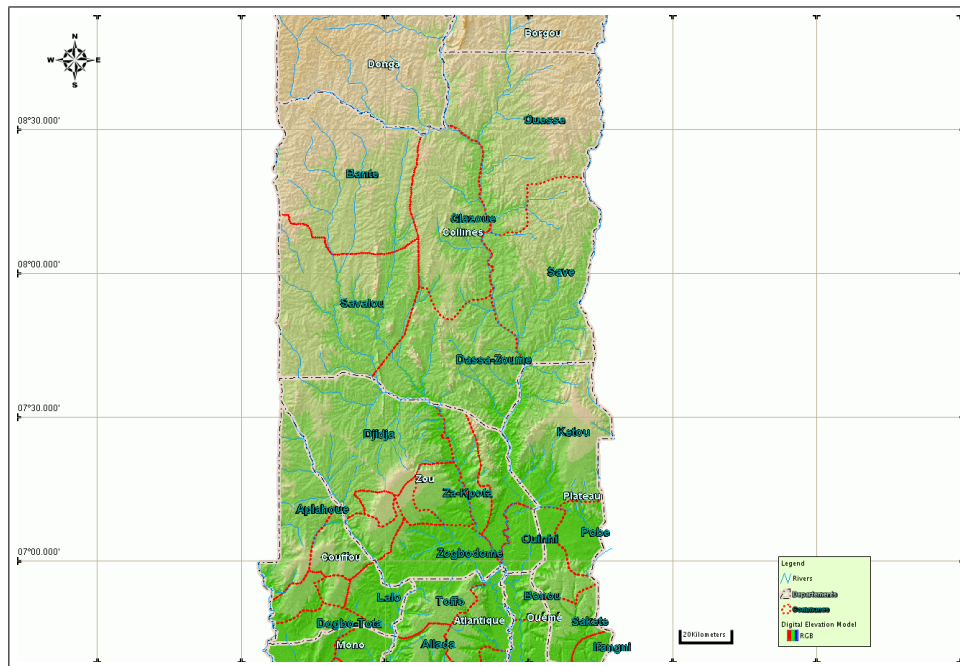 Borgou
N
W E
S
Donga
08°30.000'
Ouesse
Bante
Glazoue
Collines
08°00.000'
Save
Savalou
Dassa-Zoume
07°30.000'
Djidja
Ketou
Zou
Za-Kpota
Plateau
Aplahoue
Pobe
Ouinhi
07°00.000'
Couffou
Zogbodome
Legend
Rivers
Departements
Communes
Digital Elevation Model
RGB
Lalo
Toffo
Bonou
Dogbo-Tota
Atlantique
Ouémé
Sakete
20Kilometers
Mono
Allada
Ifangni